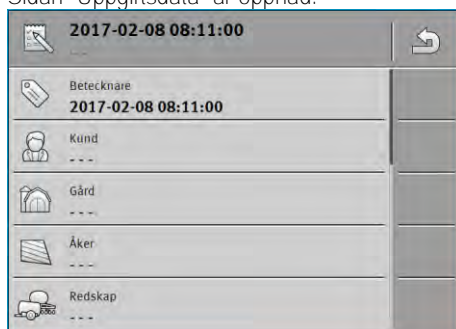 Sidan "Uppgiftsdata" är öppnad.
2017-02-08 08:11:00
---
Betecknare
2017-02-08 08:11:00
Kund
---
Gård
---
Åker
---
Redskap
---